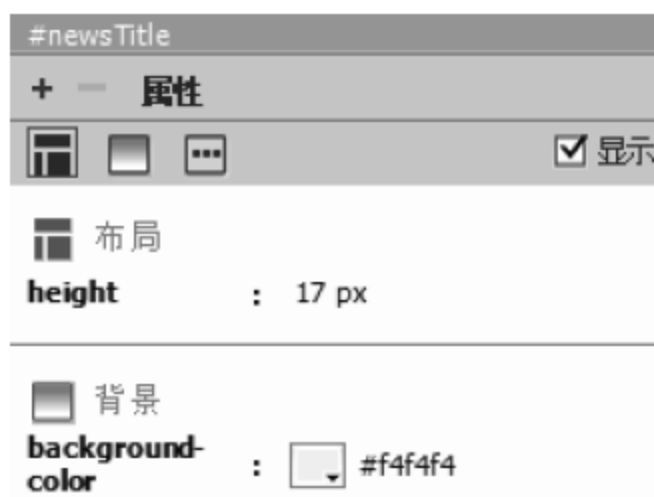 #newsTitle
+ － 属性
显示
布局
height : 17 px
背景
background-
color : #f4f4f4